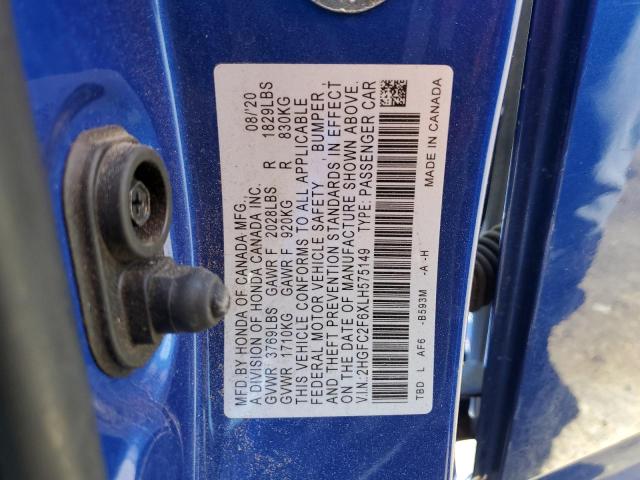 MFD.BY HONDA OF CANADA MFG. 08/'20
A DIVISION OF HONDA CANADA INC.
GVWR 3769LBS GAWR F 2028LBS R 1829LBS
GVWR 1710KG GAWR F 920KG R 830KG
THIS VEHICLE CONFORMS TO ALL APPLICABLE
FEDERAL MOTOR VEHICLE SAFETY BUMPER
AND THEFT PREVENTION STANDARDS IN EFFECT
ON THE DATE OF MANUFACTURE SHOWN ABOVE.
V.I.N. 2HGFC2F6XLH575149 TYPE: PASSENGER CAR
TBD L AF6 -B593M -A -H MADE IN CANADA